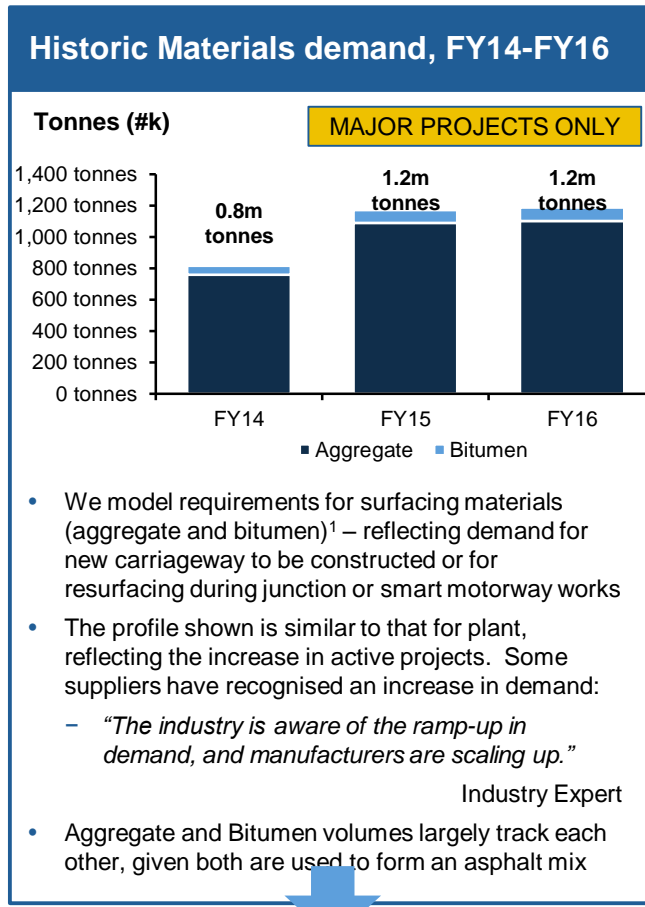 Historic Materials demand, FY14-FY16
Tonnes (#k)
MAJOR PROJECTS ONLY
1,400 tonnes
1,200 tonnes
1,000 tonnes
800 tonnes
600 tonnes
400 tonnes
200 tonnes
0 tonnes
0.8m
tonnes
1.2m
tonnes
1.2m
tonnes
FY14 FY15 FY16
Aggregate Bitumen
• We model requirements for surfacing materials
(aggregate and bitumen)¹ – reflecting demand for
new carriageway to be constructed or for
resurfacing during junction or smart motorway works
• The profile shown is similar to that for plant,
reflecting the increase in active projects. Some
suppliers have recognised an increase in demand:
− “The industry is aware of the ramp-up in
demand, and manufacturers are scaling up.”
Industry Expert
• Aggregate and Bitumen volumes largely track each
other, given both are used to form an asphalt mix